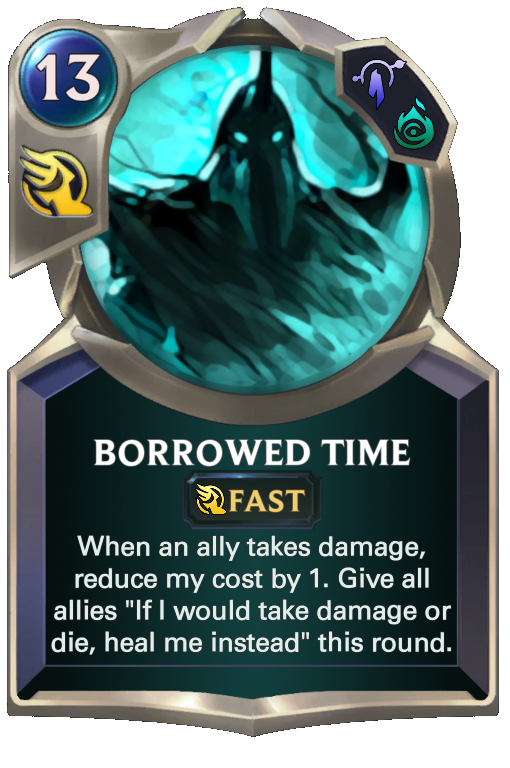 13
BORROWED TIME
FAST
When an ally takes damage,
reduce my cost by 1. Give all
allies "If I would take damage or
die, heal me instead" this round.